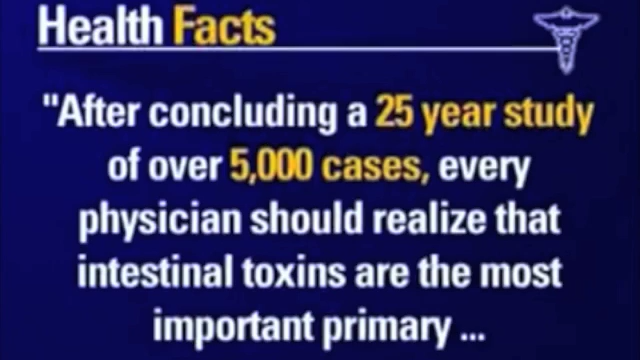 Health Facts
"After concluding a 25 year study
of over 5,000 cases, every
physician should realize that
intestinal toxins are the most
important primary ...